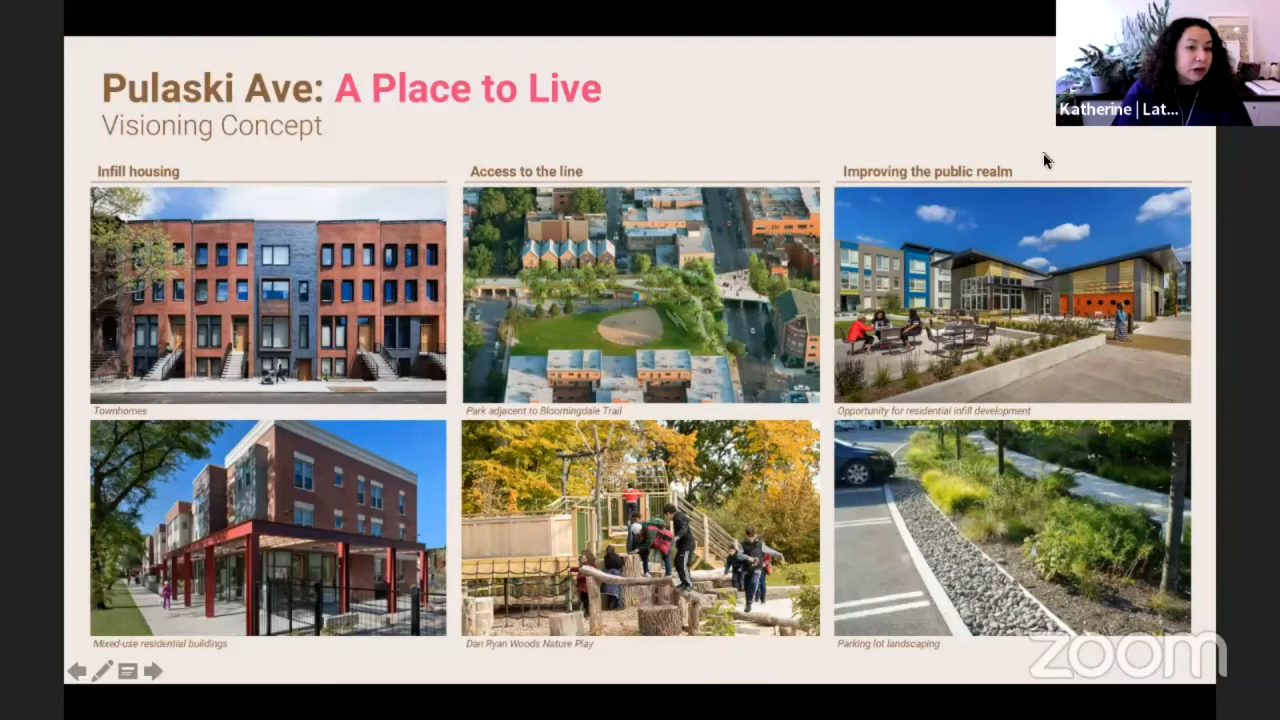 Pulaski Ave: A Place to Live
Visioning Concept
Katherine | Lat...
Infill housing
Access to the line
Improving the public realm
Townhomes
Park adjacent to Bloomingdale Trail
Opportunity for residential infill development
Mixed-use residential buildings
Dan Ryan Woods Nature Play
Parking lot landscaping
zoom